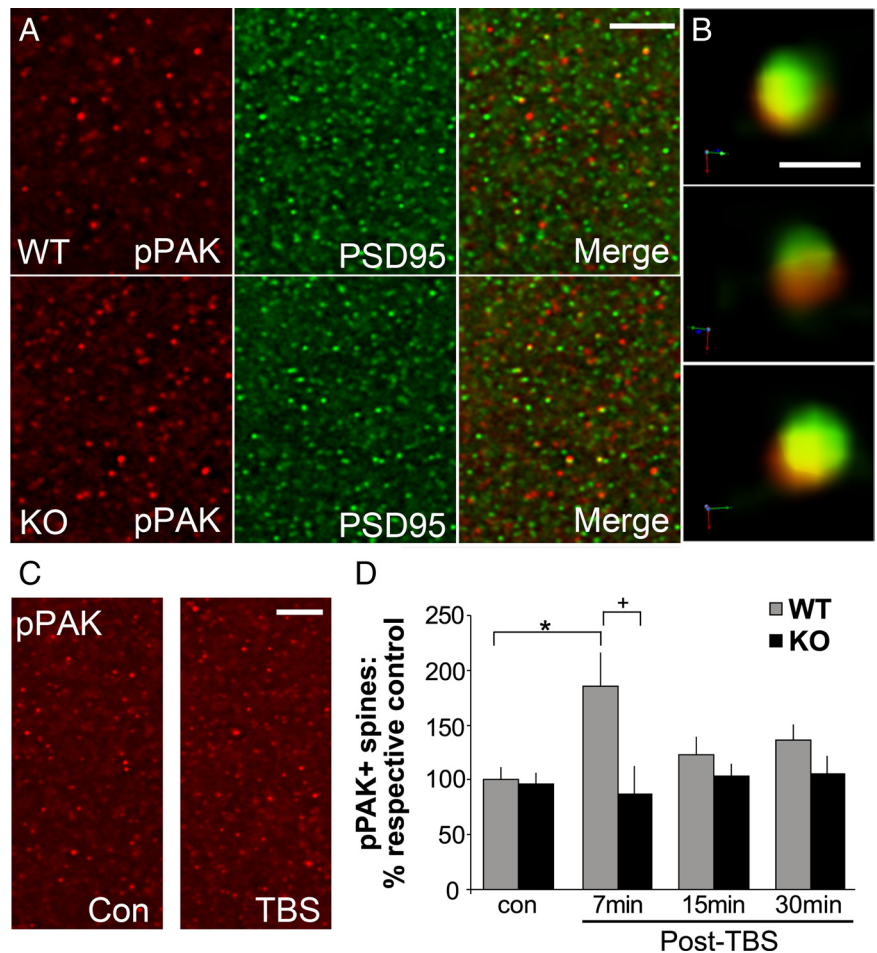 A
B
WT pPAK
PSD95
Merge
KO pPAK
PSD95
Merge
C
D
pPAK
Con
TBS
pPAK+ spines:
% respective control
250
200
150
100
50
0
*
+
WT
KO
con
7min
15min
30min
Post-TBS